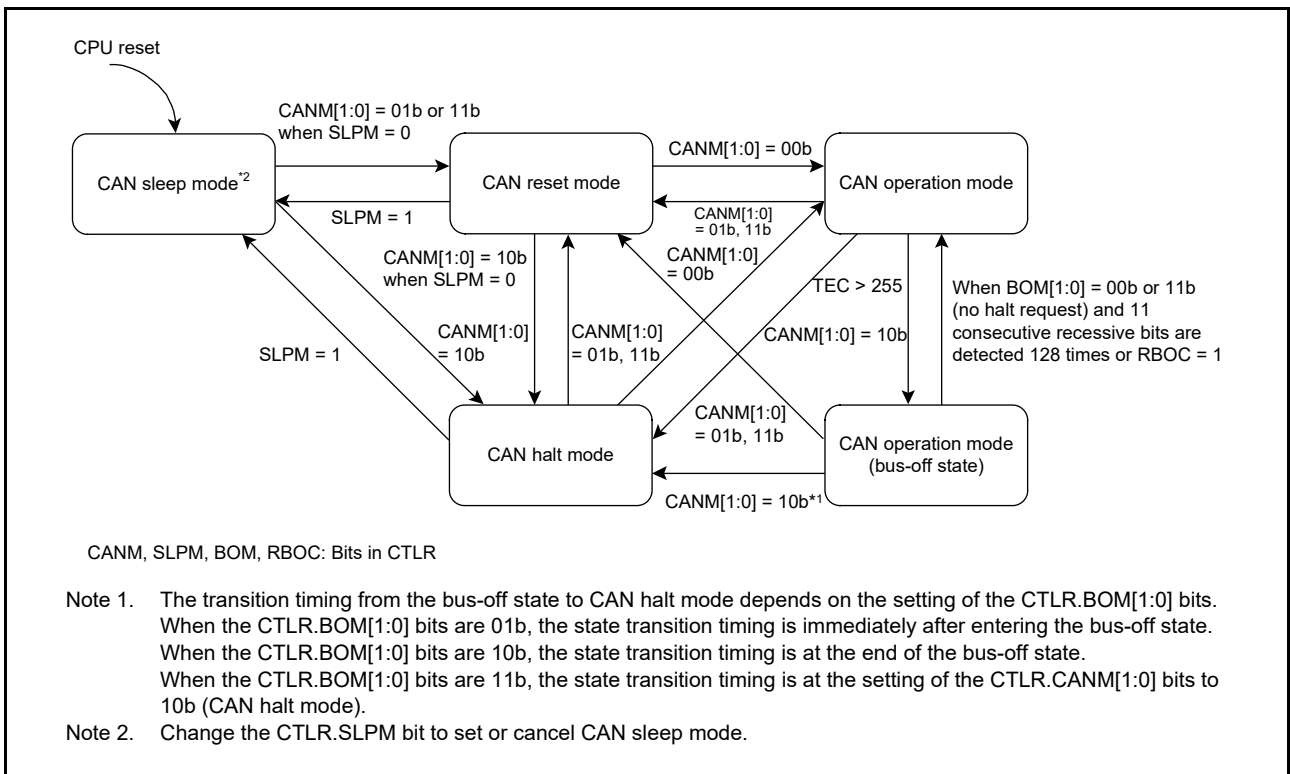 CPU reset
CANM[1:0] = 01b or 11b
when SLPM = 0
CAN sleep mode*2
CAN reset mode
CANM[1:0] = 00b
CAN operation mode
SLPM = 1
CANM[1:0]
= 01b, 11b
CANM[1:0] = 10b
when SLPM = 0
CANM[1:0]
= 00b
TEC > 255
When BOM[1:0] = 00b or 11b
(no halt request) and 11
consecutive recessive bits are
detected 128 times or RBOC = 1
SLPM = 1
CANM[1:0]
= 10b
CANM[1:0]
= 01b, 11b
CANM[1:0] = 10b
CANM[1:0]
= 01b, 11b
CAN halt mode
CAN operation mode
(bus-off state)
CANM[1:0] = 10b*1
CANM, SLPM, BOM, RBOC: Bits in CTLR
Note 1. The transition timing from the bus-off state to CAN halt mode depends on the setting of the CTLR.BOM[1:0] bits.
When the CTLR.BOM[1:0] bits are 01b, the state transition timing is immediately after entering the bus-off state.
When the CTLR.BOM[1:0] bits are 10b, the state transition timing is at the end of the bus-off state.
When the CTLR.BOM[1:0] bits are 11b, the state transition timing is at the setting of the CTLR.CANM[1:0] bits to
10b (CAN halt mode).
Note 2. Change the CTLR.SLPM bit to set or cancel CAN sleep mode.